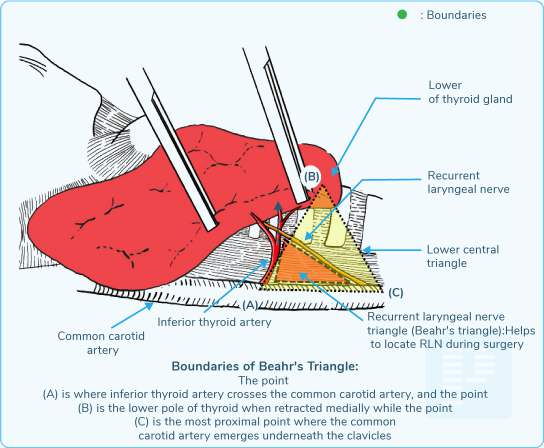 : Boundaries
Lower
of thyroid gland
(B)
Recurrent
laryngeal nerve
Lower central
triangle
(C)
(A)
Inferior thyroid artery
Recurrent laryngeal nerve
triangle (Beahr's triangle):Helps
to locate RLN during surgery
Common carotid
artery
Boundaries of Beahr's Triangle:
The point
(A) is where inferior thyroid artery crosses the common carotid artery, and the point
(B) is the lower pole of thyroid when retracted medially while the point
(C) is the most proximal point where the common
carotid artery emerges underneath the clavicles